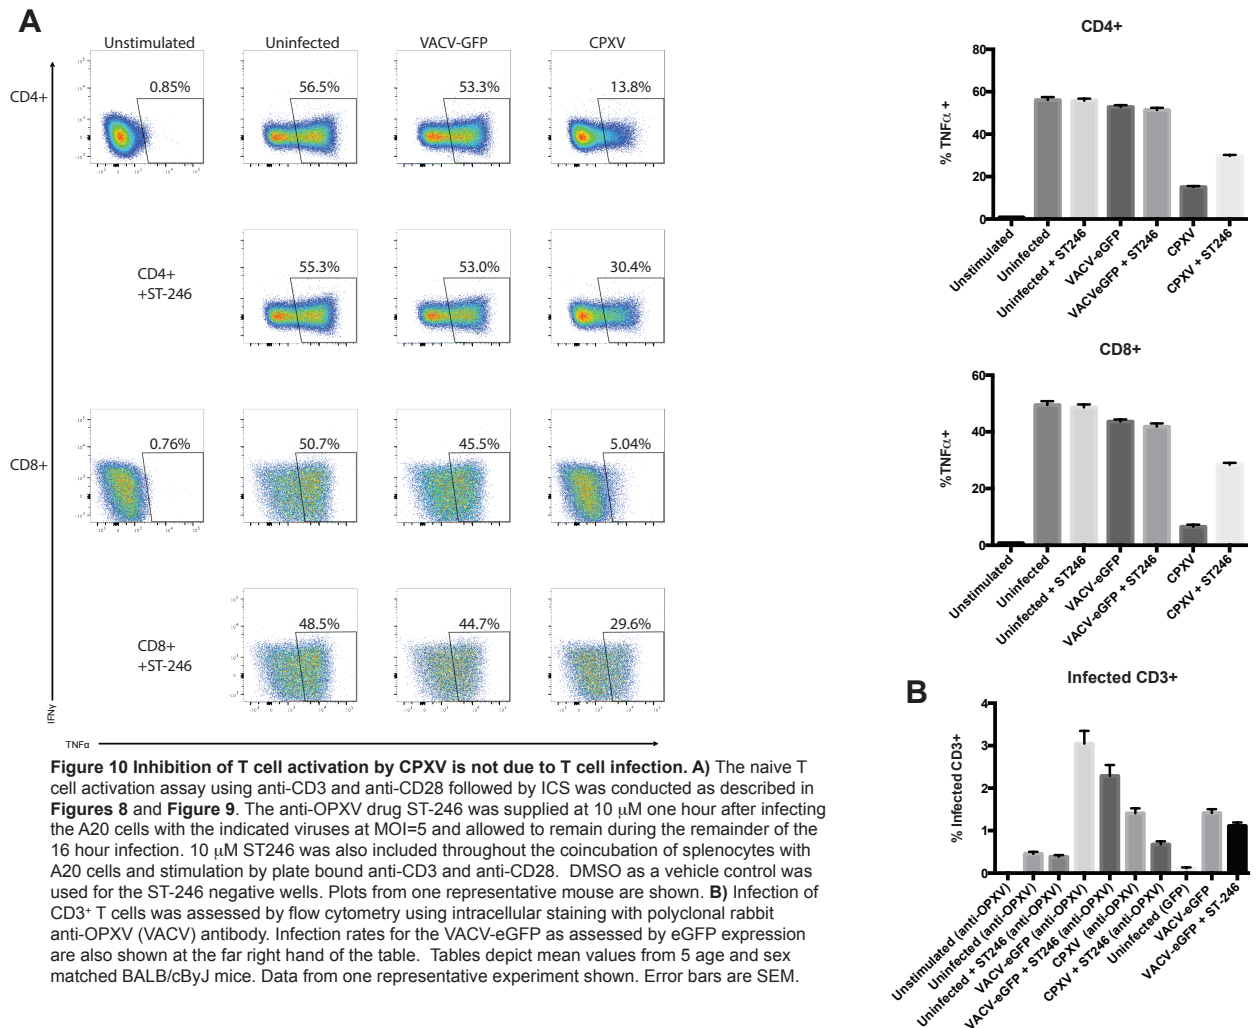 A
Unstimulated
Uninfected
VACV-GFP
CPXV
CD4+
0.85%
56.5%
53.3%
13.8%
CD4+
+ST-246
55.3%
53.0%
30.4%
CD8+
0.76%
50.7%
45.5%
5.04%
CD8+
+ST-246
48.5%
44.7%
29.6%
IFNγ
TNFα
CD4+
% TNFα +
80
60
40
20
0
Unstimulated
Uninfected
Uninfected + ST246
VACV-eGFP
VACVeGFP + ST246
CPXV
CPXV + ST246
CD8+
%TNFα+
60
40
20
0
Unstimulated
Uninfected
Uninfected + ST246
VACV-eGFP
VACV-eGFP + ST246
CPXV
CPXV + ST246
B
Infected CD3+
% Infected CD3+
4
3
2
1
0
Unstimulated (anti-OPXV)
Uninfected (anti-OPXV)
Uninfected + ST246 (anti-OPXV)
VACV-eGFP (anti-OPXV)
VACV-eGFP + ST246 (anti-OPXV)
CPXV (anti-OPXV)
CPXV + ST246 (anti-OPXV)
Uninfected (GFP)
VACV-eGFP
VACV-eGFP + ST-246
Figure 10 Inhibition of T cell activation by CPXV is not due to T cell infection. A) The naive T
cell activation assay using anti-CD3 and anti-CD28 followed by ICS was conducted as described in
Figures 8 and Figure 9. The anti-OPXV drug ST-246 was supplied at 10 μM one hour after infecting
the A20 cells with the indicated viruses at MOI=5 and allowed to remain during the remainder of the
16 hour infection. 10 μM ST246 was also included throughout the coincubation of splenocytes with
A20 cells and stimulation by plate bound anti-CD3 and anti-CD28. DMSO as a vehicle control was
used for the ST-246 negative wells. Plots from one representative mouse are shown. B) Infection of
CD3⁺ T cells was assessed by flow cytometry using intracellular staining with polyclonal rabbit
anti-OPXV (VACV) antibody. Infection rates for the VACV-eGFP as assessed by eGFP expression
are also shown at the far right hand of the table. Tables depict mean values from 5 age and sex
matched BALB/cByJ mice. Data from one representative experiment shown. Error bars are SEM.